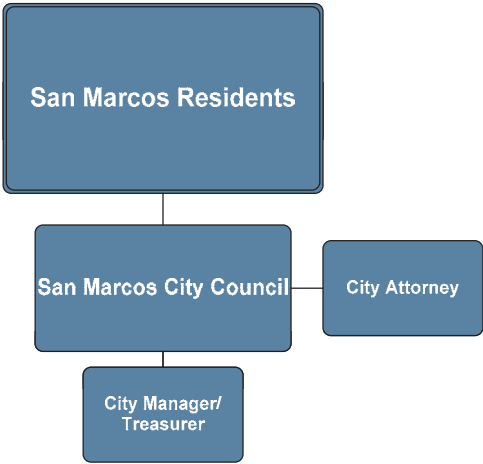 San Marcos Residents
San Marcos City Council
City Attorney
City Manager/
Treasurer